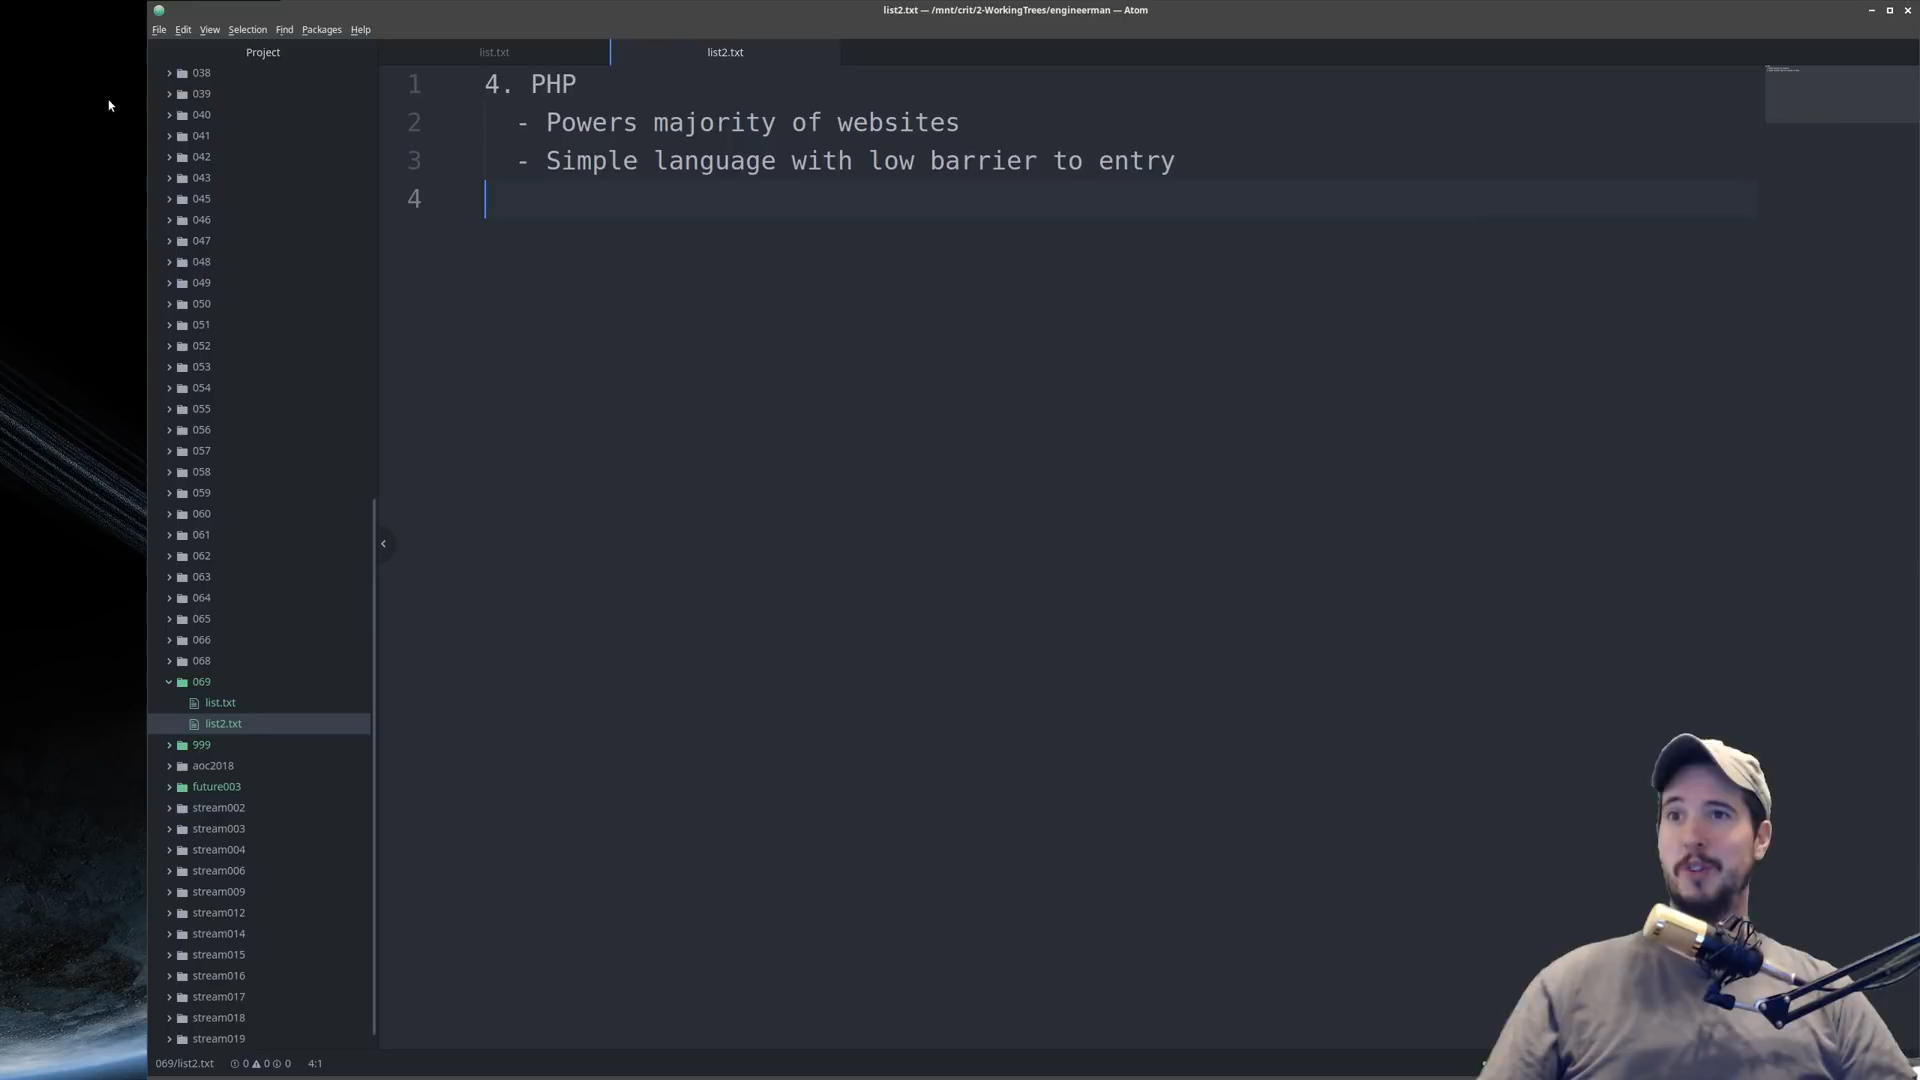 list2.txt — /mnt/crit/2-WorkingTrees/engineerman — Atom
File Edit View Selection Find Packages Help
Project
list.txt
list2.txt
038
039
040
041
042
043
045
046
047
048
049
050
051
052
053
054
055
056
057
058
059
060
061
062
063
064
065
066
068
069
list.txt
list2.txt
999
aoc2018
future003
stream002
stream003
stream004
stream006
stream009
stream012
stream014
stream015
stream016
stream017
stream018
stream019
1 4. PHP
2 - Powers majority of websites
3 - Simple language with low barrier to entry
4
069/list2.txt 0 0 0 4:1